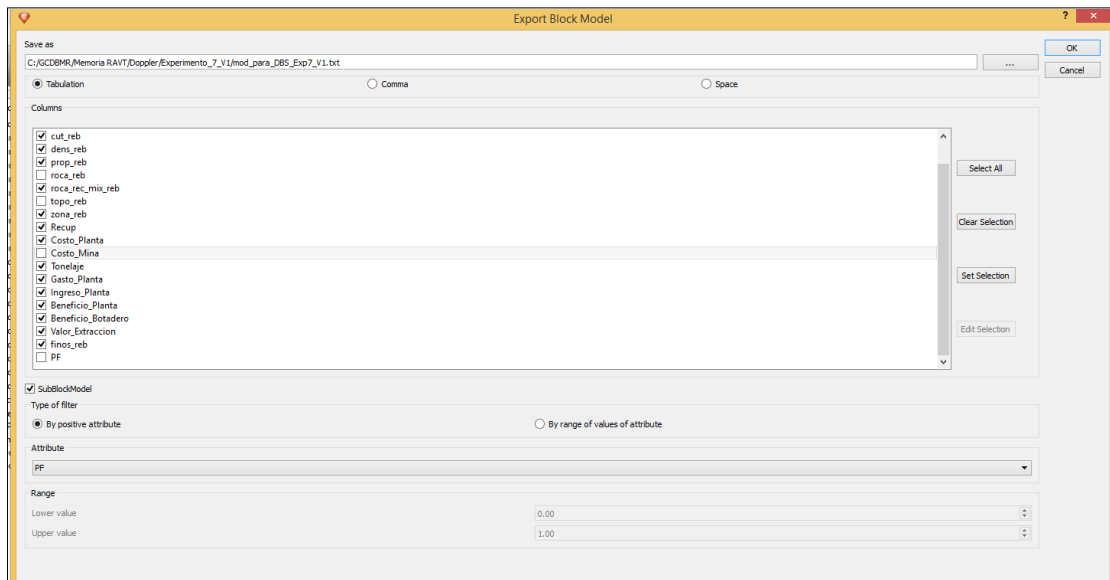 Export Block Model
?
×
Save as
C:/GCDBMR/Memoria RAVT/Doppler/Experimento_7_V1/mod_para_DBS_Exp7_V1.txt
...
OK
Cancel
Tabulation Comma Space
Columns
cut_reb
dens_reb
prop_reb
roca_reb
roca_rec_mix_reb
topo_reb
zona_reb
Recup
Costo_Planta
Costo_Mina
Tonelaje
Gasto_Planta
Ingreso_Planta
Beneficio_Planta
Beneficio_Botadero
Valor_Extraccion
finos_reb
PF
Select All
Clear Selection
Set Selection
Edit Selection
SubBlockModel
Type of filter
By positive attribute By range of values of attribute
Attribute
PF
Range
Lower value 0.00
Upper value 1.00